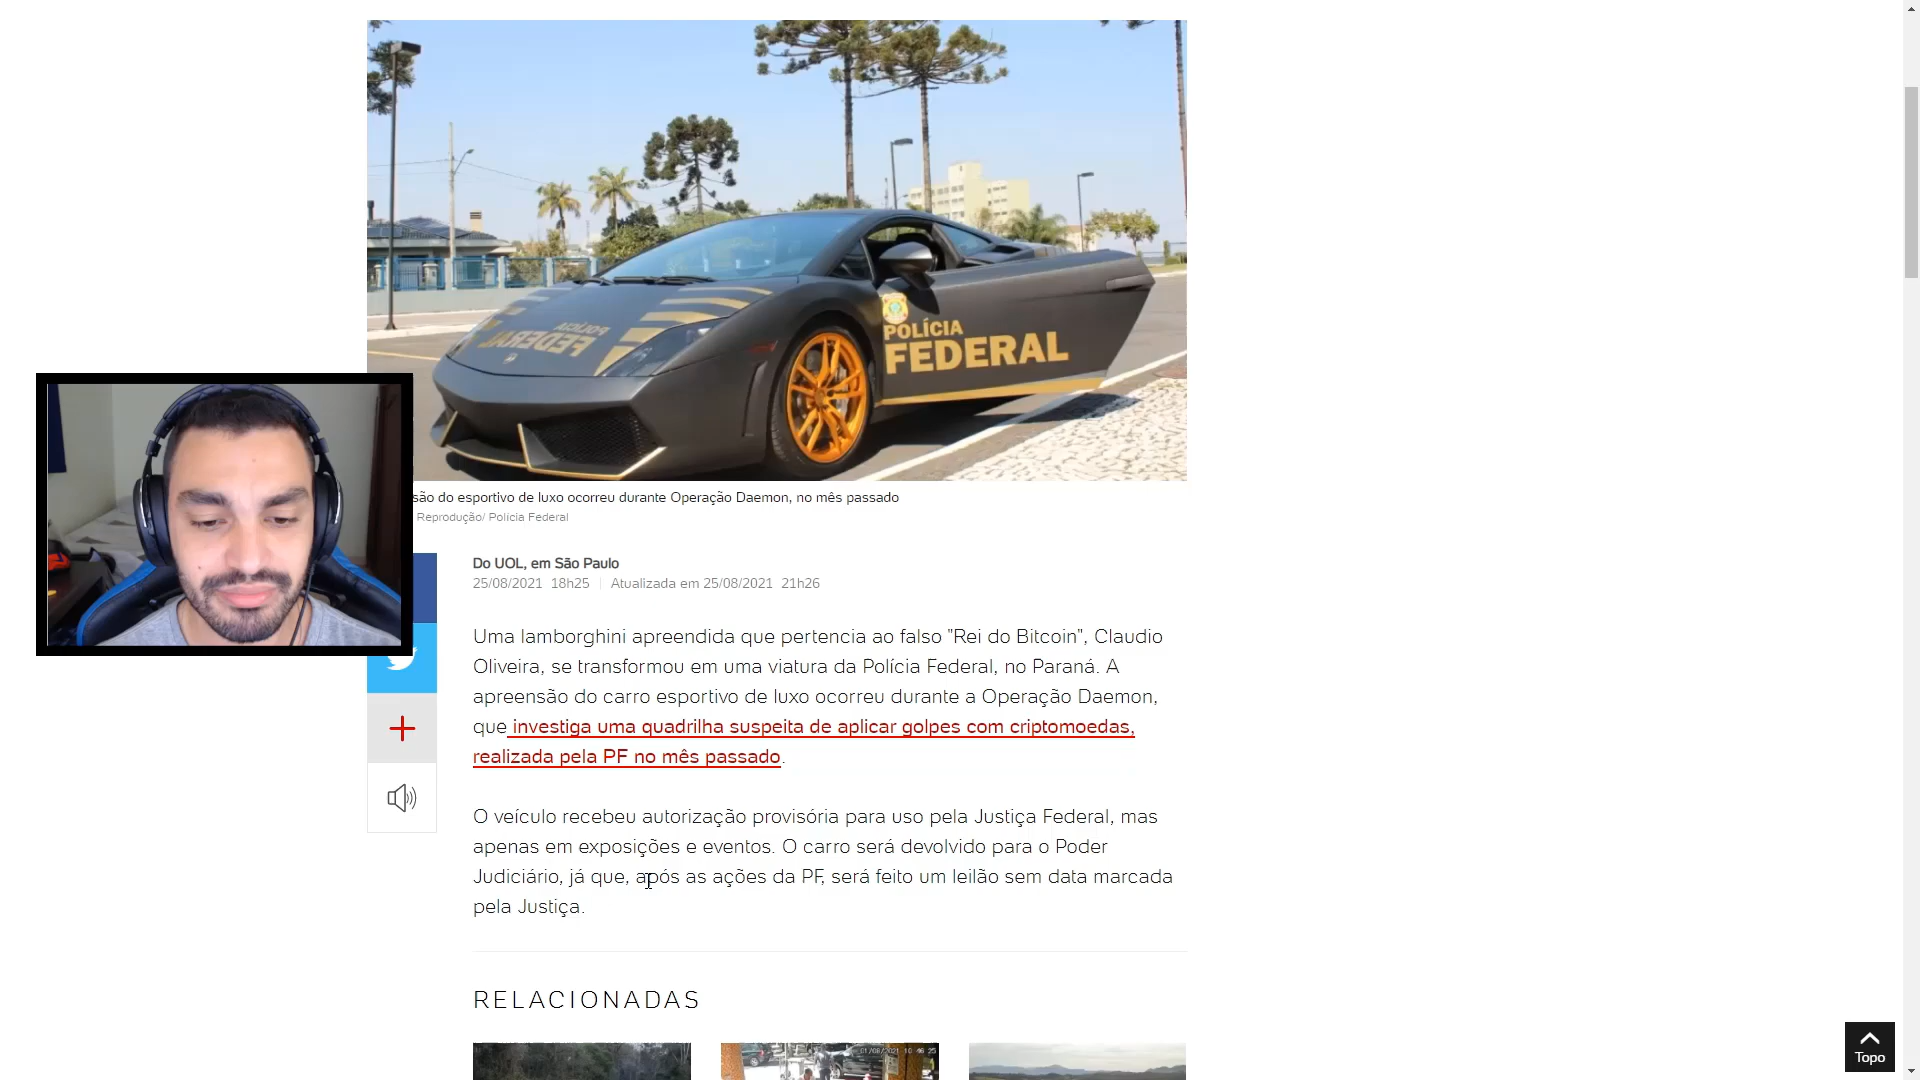 POLÍCIA
FEDERAL
POLÍCIA
FEDERAL
são do esportivo de luxo ocorreu durante Operação Daemon, no mês passado
Reprodução/ Polícia Federal
Do UOL, em São Paulo
25/08/2021 18h25 | Atualizada em 25/08/2021 21h26
Uma lamborghini apreendida que pertencia ao falso "Rei do Bitcoin", Claudio
Oliveira, se transformou em uma viatura da Polícia Federal, no Paraná. A
apreensão do carro esportivo de luxo ocorreu durante a Operação Daemon,
que investiga uma quadrilha suspeita de aplicar golpes com criptomoedas,
realizada pela PF no mês passado.
O veículo recebeu autorização provisória para uso pela Justiça Federal, mas
apenas em exposições e eventos. O carro será devolvido para o Poder
Judiciário, já que, após as ações da PF, será feito um leilão sem data marcada
pela Justiça.
RELACIONADAS
01/08/2021 10:46:25
Topo